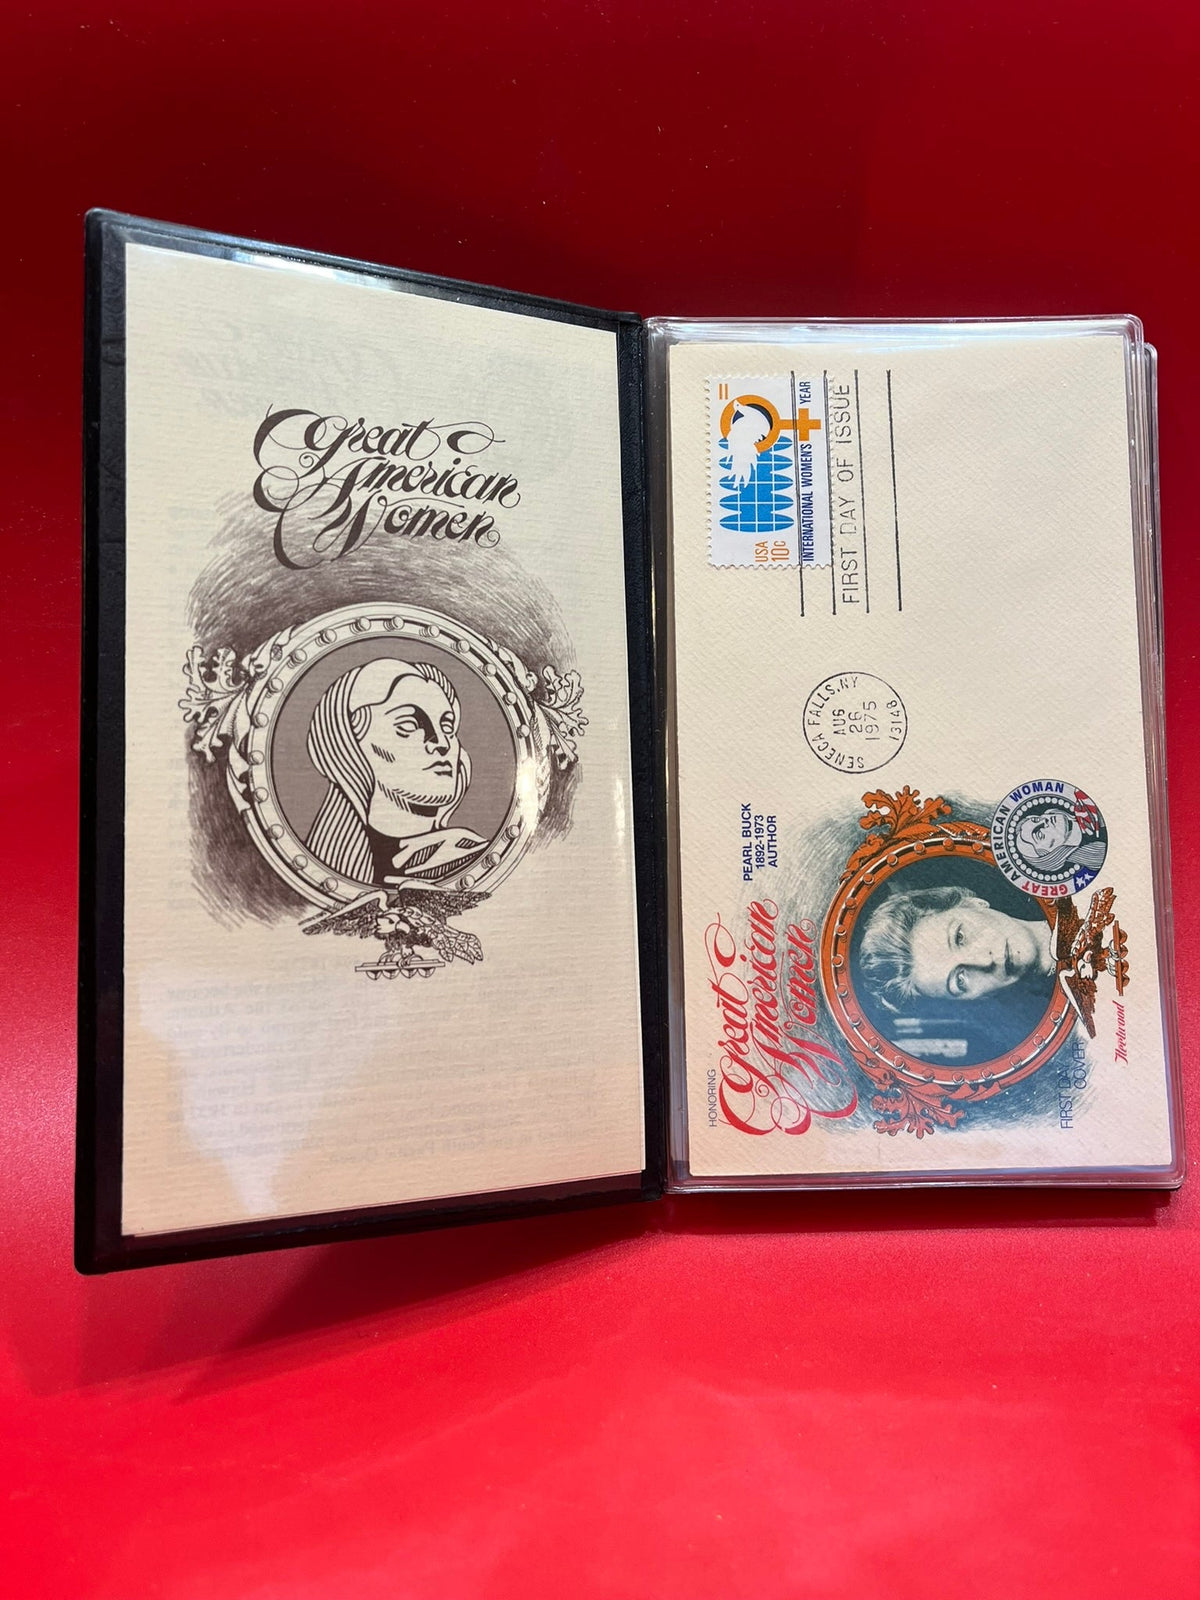 Great
American
Women
=
USA
10c
INTERNATIONAL WOMEN'S YEAR
FIRST DAY OF ISSUE
SENECA FALLS, NY
AUG
26
1975
13148
PEARL BUCK
1892-1973
AUTHOR
HONORING
Great
American
Women
GREAT AMERICAN WOMAN
FIRST DAY
COVER
Fleetwood